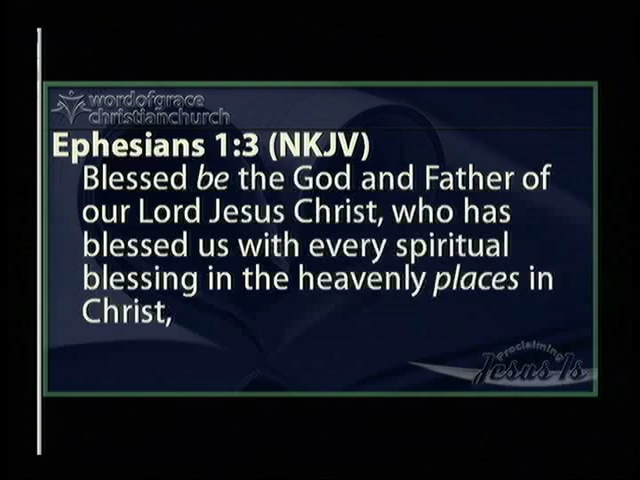 wordofgrace
christianchurch
Ephesians 1:3 (NKJV)
Blessed be the God and Father of
our Lord Jesus Christ, who has
blessed us with every spiritual
blessing in the heavenly places in
Christ,
Proclaiming
Jesus Is